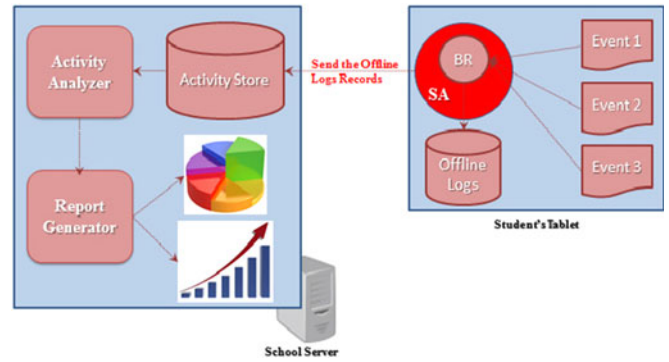 Activity
Analyzer
Activity Store
Report
Generator
School Server
Send the Offline
Logs Records
BR
SA
Offline
Logs
Event 1
Event 2
Event 3
Student's Tablet